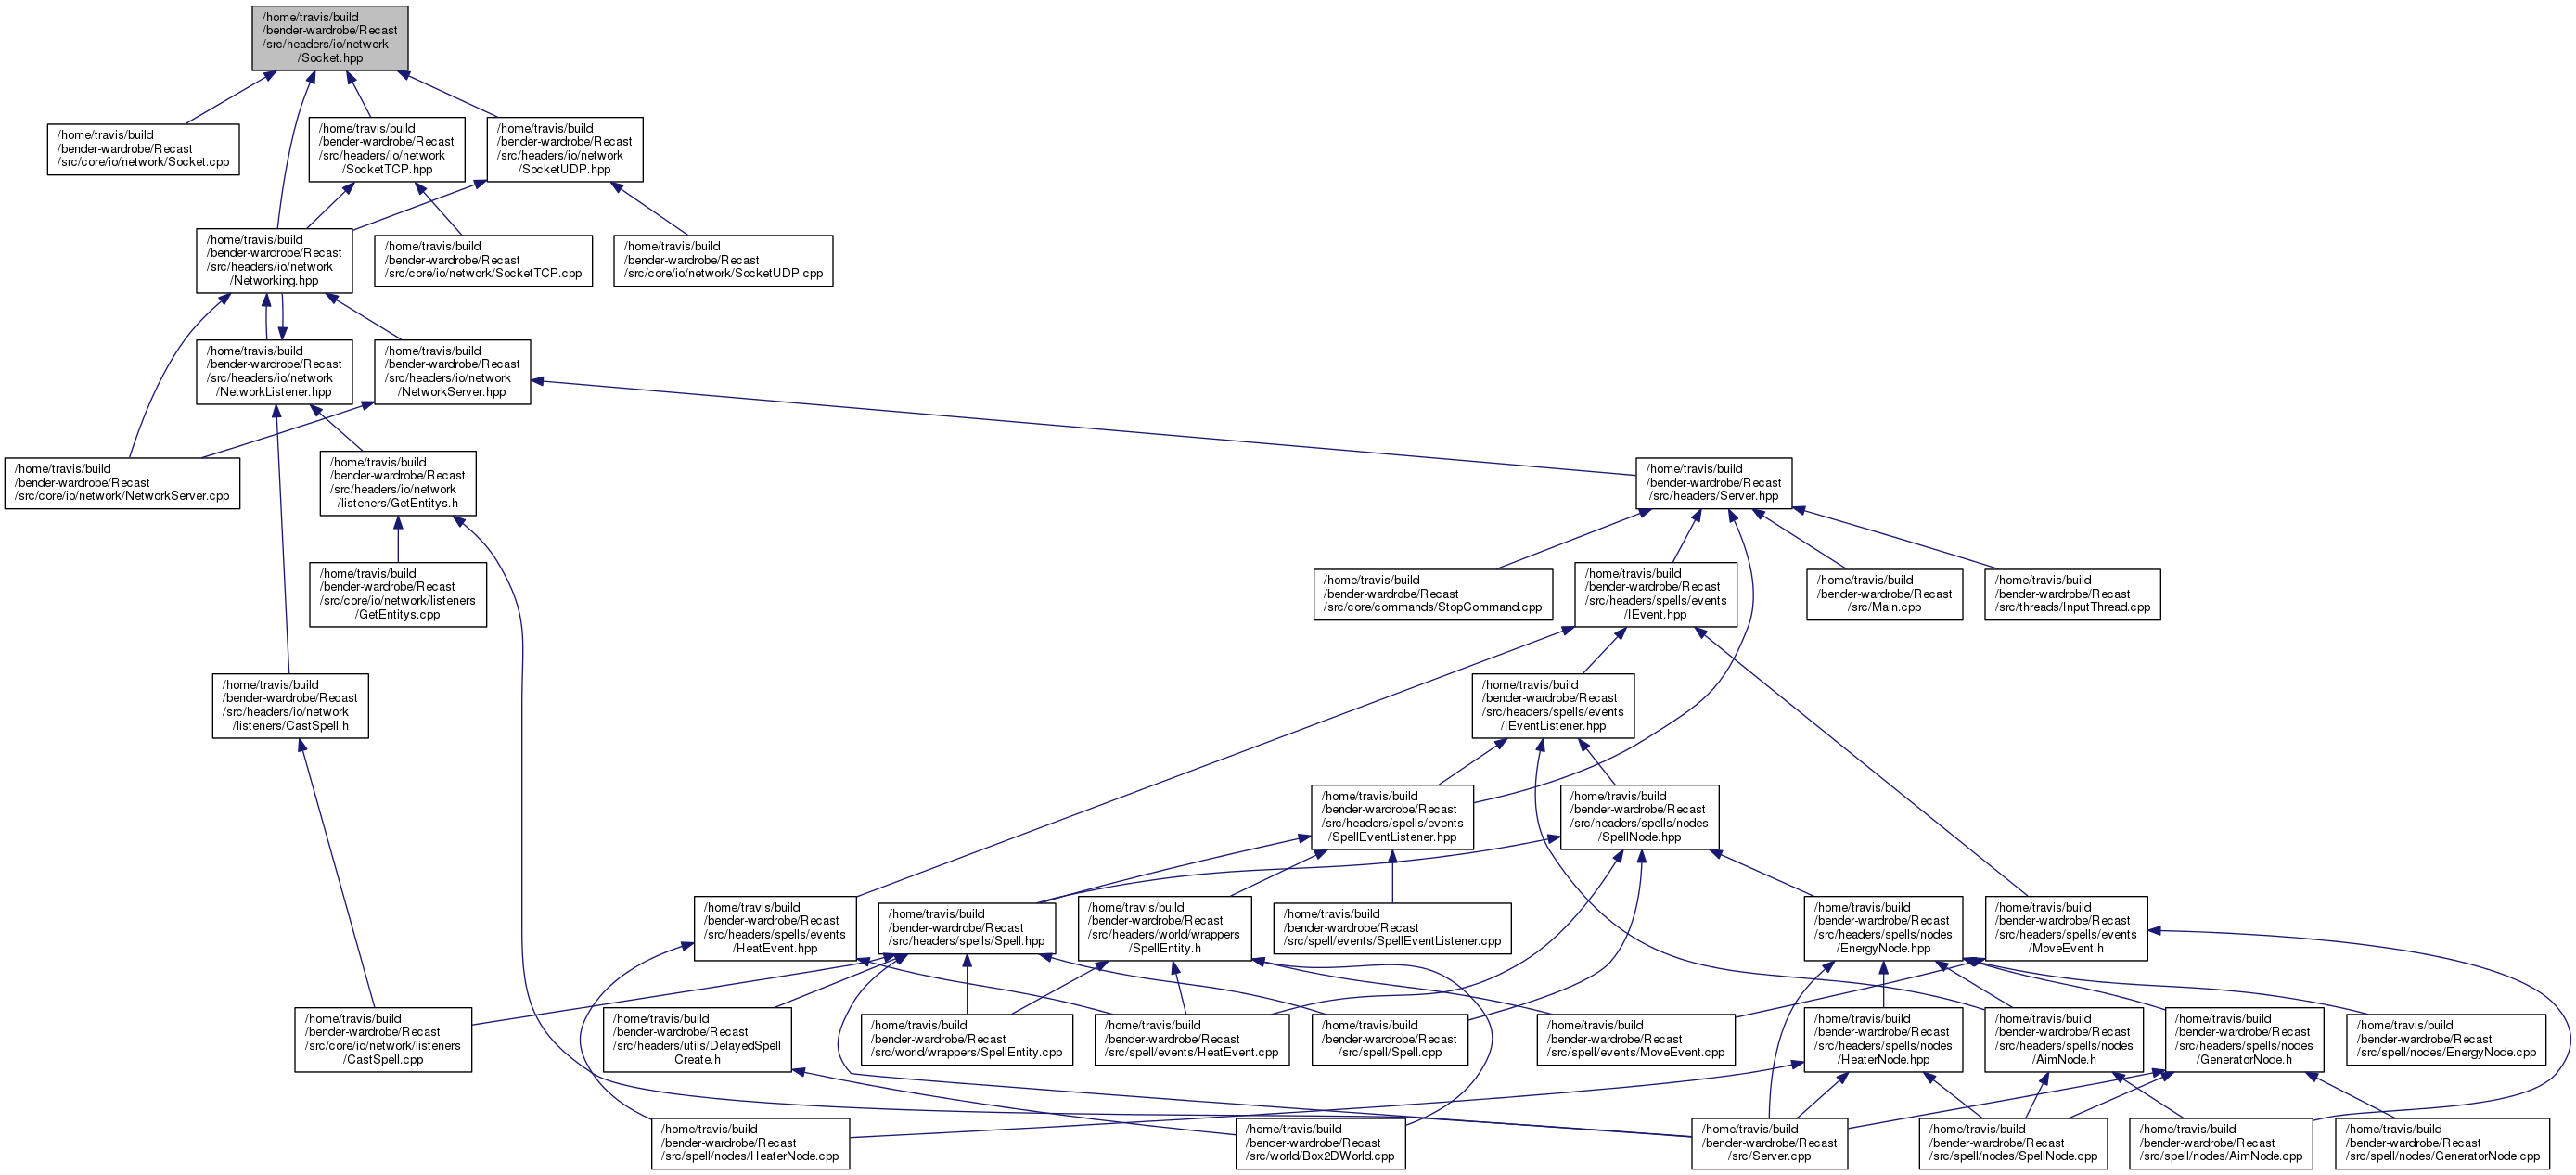 /home/travis/build
/bender-wardrobe/Recast
/src/headers/io/network
/Socket.hpp
/home/travis/build
/bender-wardrobe/Recast
/src/core/io/network/Socket.cpp
/home/travis/build
/bender-wardrobe/Recast
/src/headers/io/network
/SocketTCP.hpp
/home/travis/build
/bender-wardrobe/Recast
/src/headers/io/network
/SocketUDP.hpp
/home/travis/build
/bender-wardrobe/Recast
/src/headers/io/network
/Networking.hpp
/home/travis/build
/bender-wardrobe/Recast
/src/core/io/network/SocketTCP.cpp
/home/travis/build
/bender-wardrobe/Recast
/src/core/io/network/SocketUDP.cpp
/home/travis/build
/bender-wardrobe/Recast
/src/headers/io/network
/NetworkListener.hpp
/home/travis/build
/bender-wardrobe/Recast
/src/headers/io/network
/NetworkServer.hpp
/home/travis/build
/bender-wardrobe/Recast
/src/core/io/network/NetworkServer.cpp
/home/travis/build
/bender-wardrobe/Recast
/src/headers/io/network
/listeners/GetEntitys.h
/home/travis/build
/bender-wardrobe/Recast
/src/headers/Server.hpp
/home/travis/build
/bender-wardrobe/Recast
/src/core/io/network/listeners
/GetEntitys.cpp
/home/travis/build
/bender-wardrobe/Recast
/src/core/commands/StopCommand.cpp
/home/travis/build
/bender-wardrobe/Recast
/src/headers/spells/events
/IEvent.hpp
/home/travis/build
/bender-wardrobe/Recast
/src/Main.cpp
/home/travis/build
/bender-wardrobe/Recast
/src/threads/InputThread.cpp
/home/travis/build
/bender-wardrobe/Recast
/src/headers/io/network
/listeners/CastSpell.h
/home/travis/build
/bender-wardrobe/Recast
/src/headers/spells/events
/IEventListener.hpp
/home/travis/build
/bender-wardrobe/Recast
/src/headers/spells/events
/SpellEventListener.hpp
/home/travis/build
/bender-wardrobe/Recast
/src/headers/spells/nodes
/SpellNode.hpp
/home/travis/build
/bender-wardrobe/Recast
/src/headers/spells/events
/HeatEvent.hpp
/home/travis/build
/bender-wardrobe/Recast
/src/headers/spells/Spell.hpp
/home/travis/build
/bender-wardrobe/Recast
/src/headers/world/wrappers
/SpellEntity.h
/home/travis/build
/bender-wardrobe/Recast
/src/spell/events/SpellEventListener.cpp
/home/travis/build
/bender-wardrobe/Recast
/src/headers/spells/nodes
/EnergyNode.hpp
/home/travis/build
/bender-wardrobe/Recast
/src/headers/spells/events
/MoveEvent.h
/home/travis/build
/bender-wardrobe/Recast
/src/core/io/network/listeners
/CastSpell.cpp
/home/travis/build
/bender-wardrobe/Recast
/src/headers/utils/DelayedSpell
Create.h
/home/travis/build
/bender-wardrobe/Recast
/src/world/wrappers/SpellEntity.cpp
/home/travis/build
/bender-wardrobe/Recast
/src/spell/events/HeatEvent.cpp
/home/travis/build
/bender-wardrobe/Recast
/src/spell/Spell.cpp
/home/travis/build
/bender-wardrobe/Recast
/src/spell/events/MoveEvent.cpp
/home/travis/build
/bender-wardrobe/Recast
/src/headers/spells/nodes
/HeaterNode.hpp
/home/travis/build
/bender-wardrobe/Recast
/src/headers/spells/nodes
/AimNode.h
/home/travis/build
/bender-wardrobe/Recast
/src/headers/spells/nodes
/GeneratorNode.h
/home/travis/build
/bender-wardrobe/Recast
/src/spell/nodes/EnergyNode.cpp
/home/travis/build
/bender-wardrobe/Recast
/src/spell/nodes/HeaterNode.cpp
/home/travis/build
/bender-wardrobe/Recast
/src/world/Box2DWorld.cpp
/home/travis/build
/bender-wardrobe/Recast
/src/Server.cpp
/home/travis/build
/bender-wardrobe/Recast
/src/spell/nodes/SpellNode.cpp
/home/travis/build
/bender-wardrobe/Recast
/src/spell/nodes/AimNode.cpp
/home/travis/build
/bender-wardrobe/Recast
/src/spell/nodes/GeneratorNode.cpp